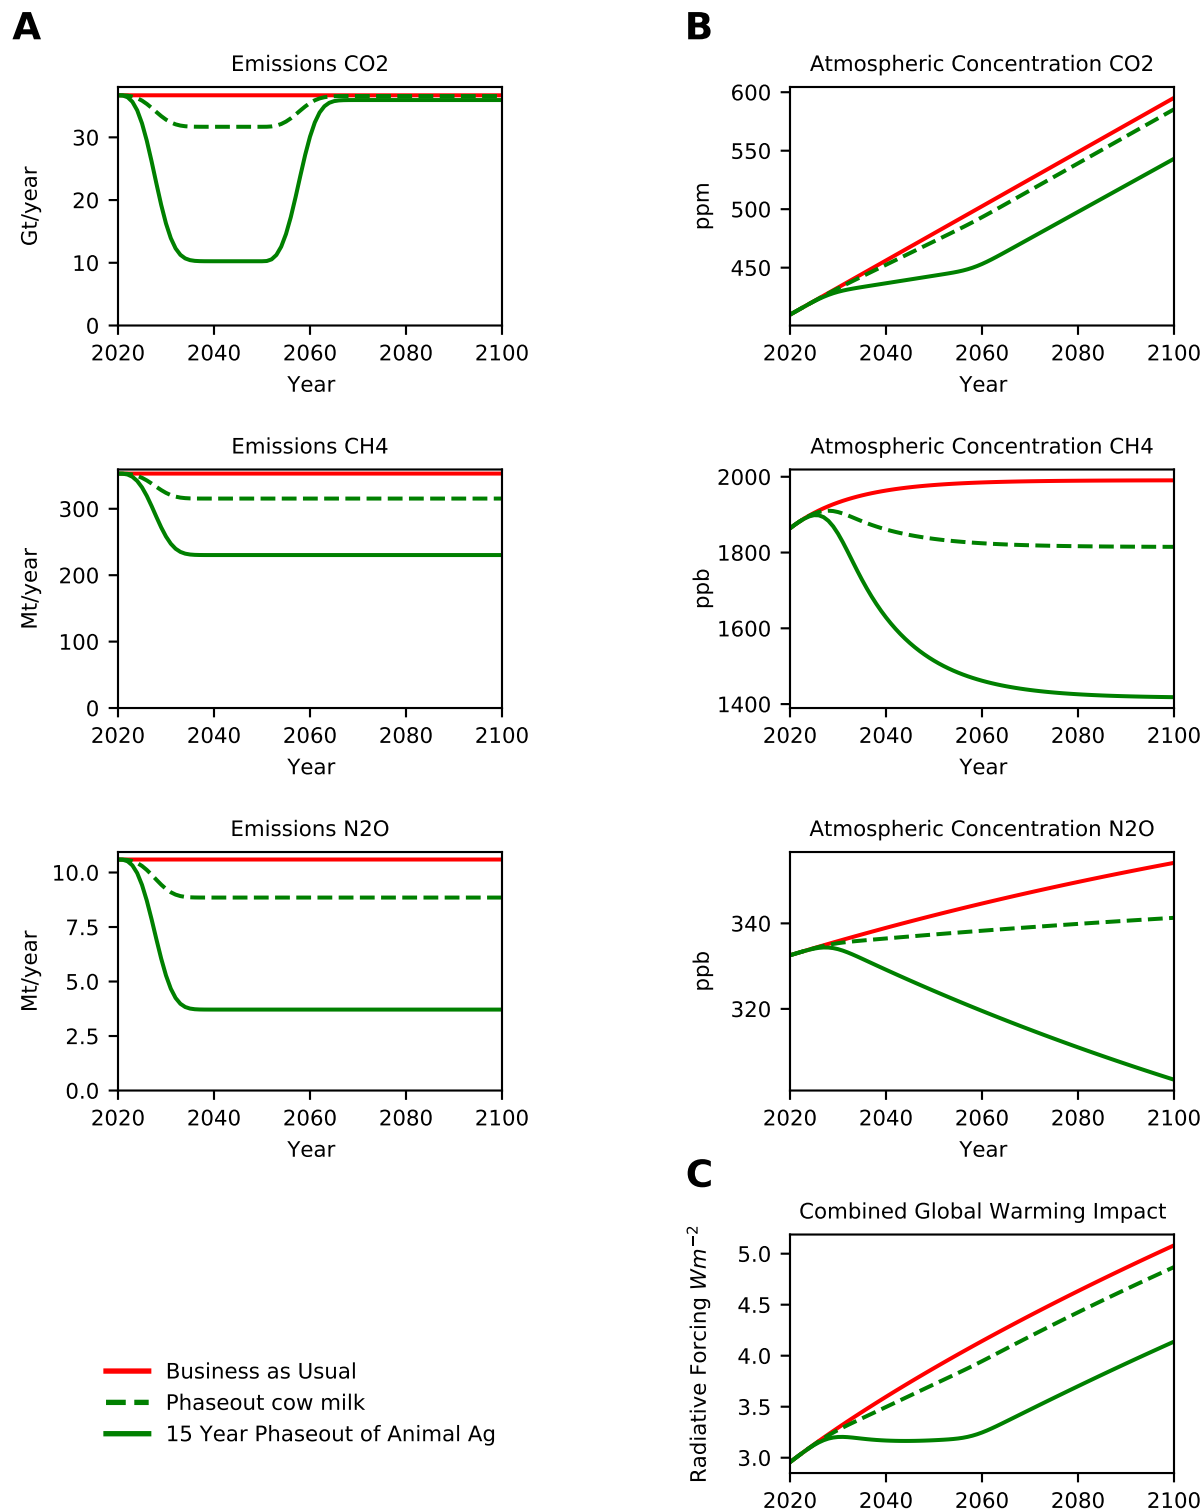 A
Emissions CO2
Gt/year
30
20
10
0
2020 2040 2060 2080 2100
Year
Emissions CH4
Mt/year
300
200
100
0
2020 2040 2060 2080 2100
Year
Emissions N2O
Mt/year
10.0
7.5
5.0
2.5
0.0
2020 2040 2060 2080 2100
Year
B
Atmospheric Concentration CO2
ppm
600
550
500
450
2020 2040 2060 2080 2100
Year
Atmospheric Concentration CH4
ppb
2000
1800
1600
1400
2020 2040 2060 2080 2100
Year
Atmospheric Concentration N2O
ppb
340
320
2020 2040 2060 2080 2100
Year
C
Combined Global Warming Impact
Radiative Forcing Wm⁻²
5.0
4.5
4.0
3.5
3.0
2020 2040 2060 2080 2100
Business as Usual
Phaseout cow milk
15 Year Phaseout of Animal Ag